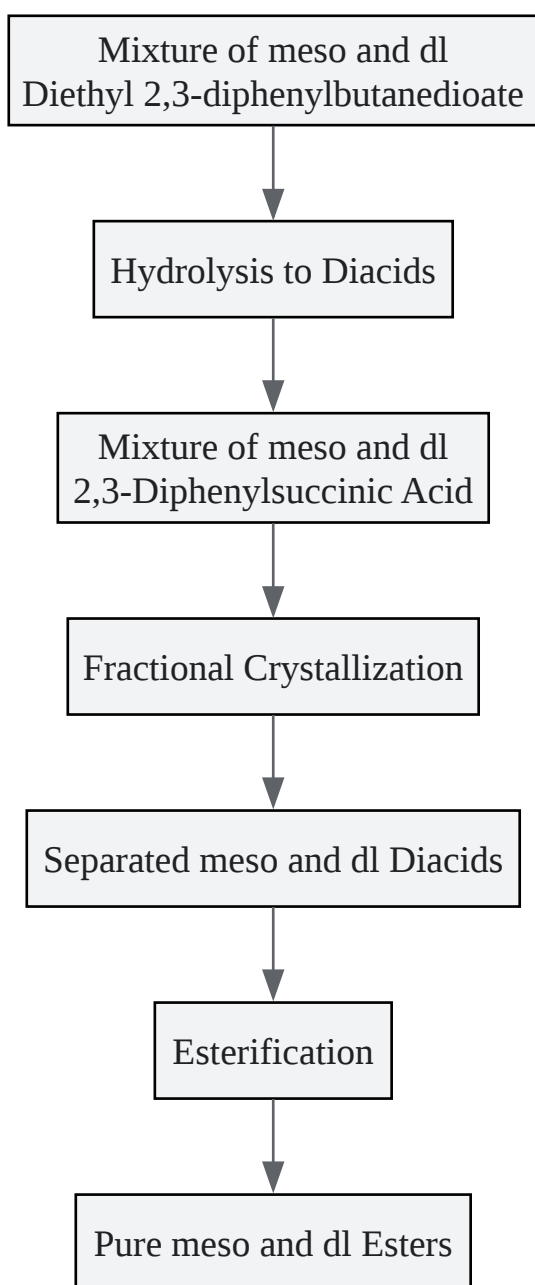 Mixture of meso and dl
Diethyl 2,3-diphenylbutanedioate
Hydrolysis to Diacids
Mixture of meso and dl
2,3-Diphenylsuccinic Acid
Fractional Crystallization
Separated meso and dl Diacids
Esterification
Pure meso and dl Esters